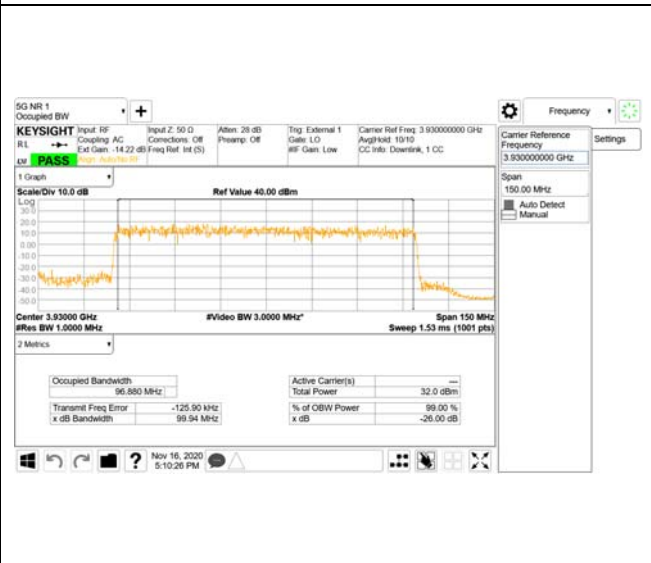 5G NR 1
Occupied BW
Frequency
KEYSIGHT
Input: RF
Input Z: 50 Ω
Atten: 28 dB
Trig: External 1
Carrier Ref Freq: 3.930000000 GHz
RL
Coupling: AC
Corrections: Off
Preamp: Off
Gate: LO
Avg|Hold: 10/10
Ext Gain: -14.22 dB
Freq Ref: Int (S)
#IF Gain: Low
CC Info: Downlink, 1 CC
PASS
Align: Auto/No RF
Carrier Reference
Frequency
3.930000000 GHz
Settings
Span
150.00 MHz
Auto Detect
Manual
1 Graph
Scale/Div 10.0 dB
Ref Value 40.00 dBm
Log
30.0
20.0
10.0
0.00
-10.0
-20.0
-30.0
-40.0
-50.0
Center 3.93000 GHz
#Video BW 3.0000 MHz*
Span 150 MHz
#Res BW 1.0000 MHz
Sweep 1.53 ms (1001 pts)
2 Metrics
Occupied Bandwidth
96.880 MHz
Active Carrier(s)
---
Total Power
32.0 dBm
Transmit Freq Error
-125.90 kHz
% of OBW Power
99.00 %
x dB Bandwidth
99.94 MHz
x dB
-26.00 dB
?
Nov 16, 2020
5:10:26 PM